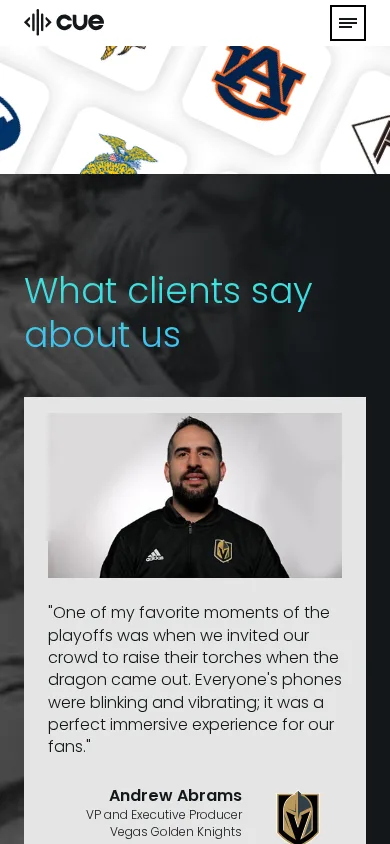 cue
What clients say
about us
adidas
"One of my favorite moments of the
playoffs was when we invited our
crowd to raise their torches when the
dragon came out. Everyone's phones
were blinking and vibrating; it was a
perfect immersive experience for our
fans."
Andrew Abrams
VP and Executive Producer
Vegas Golden Knights